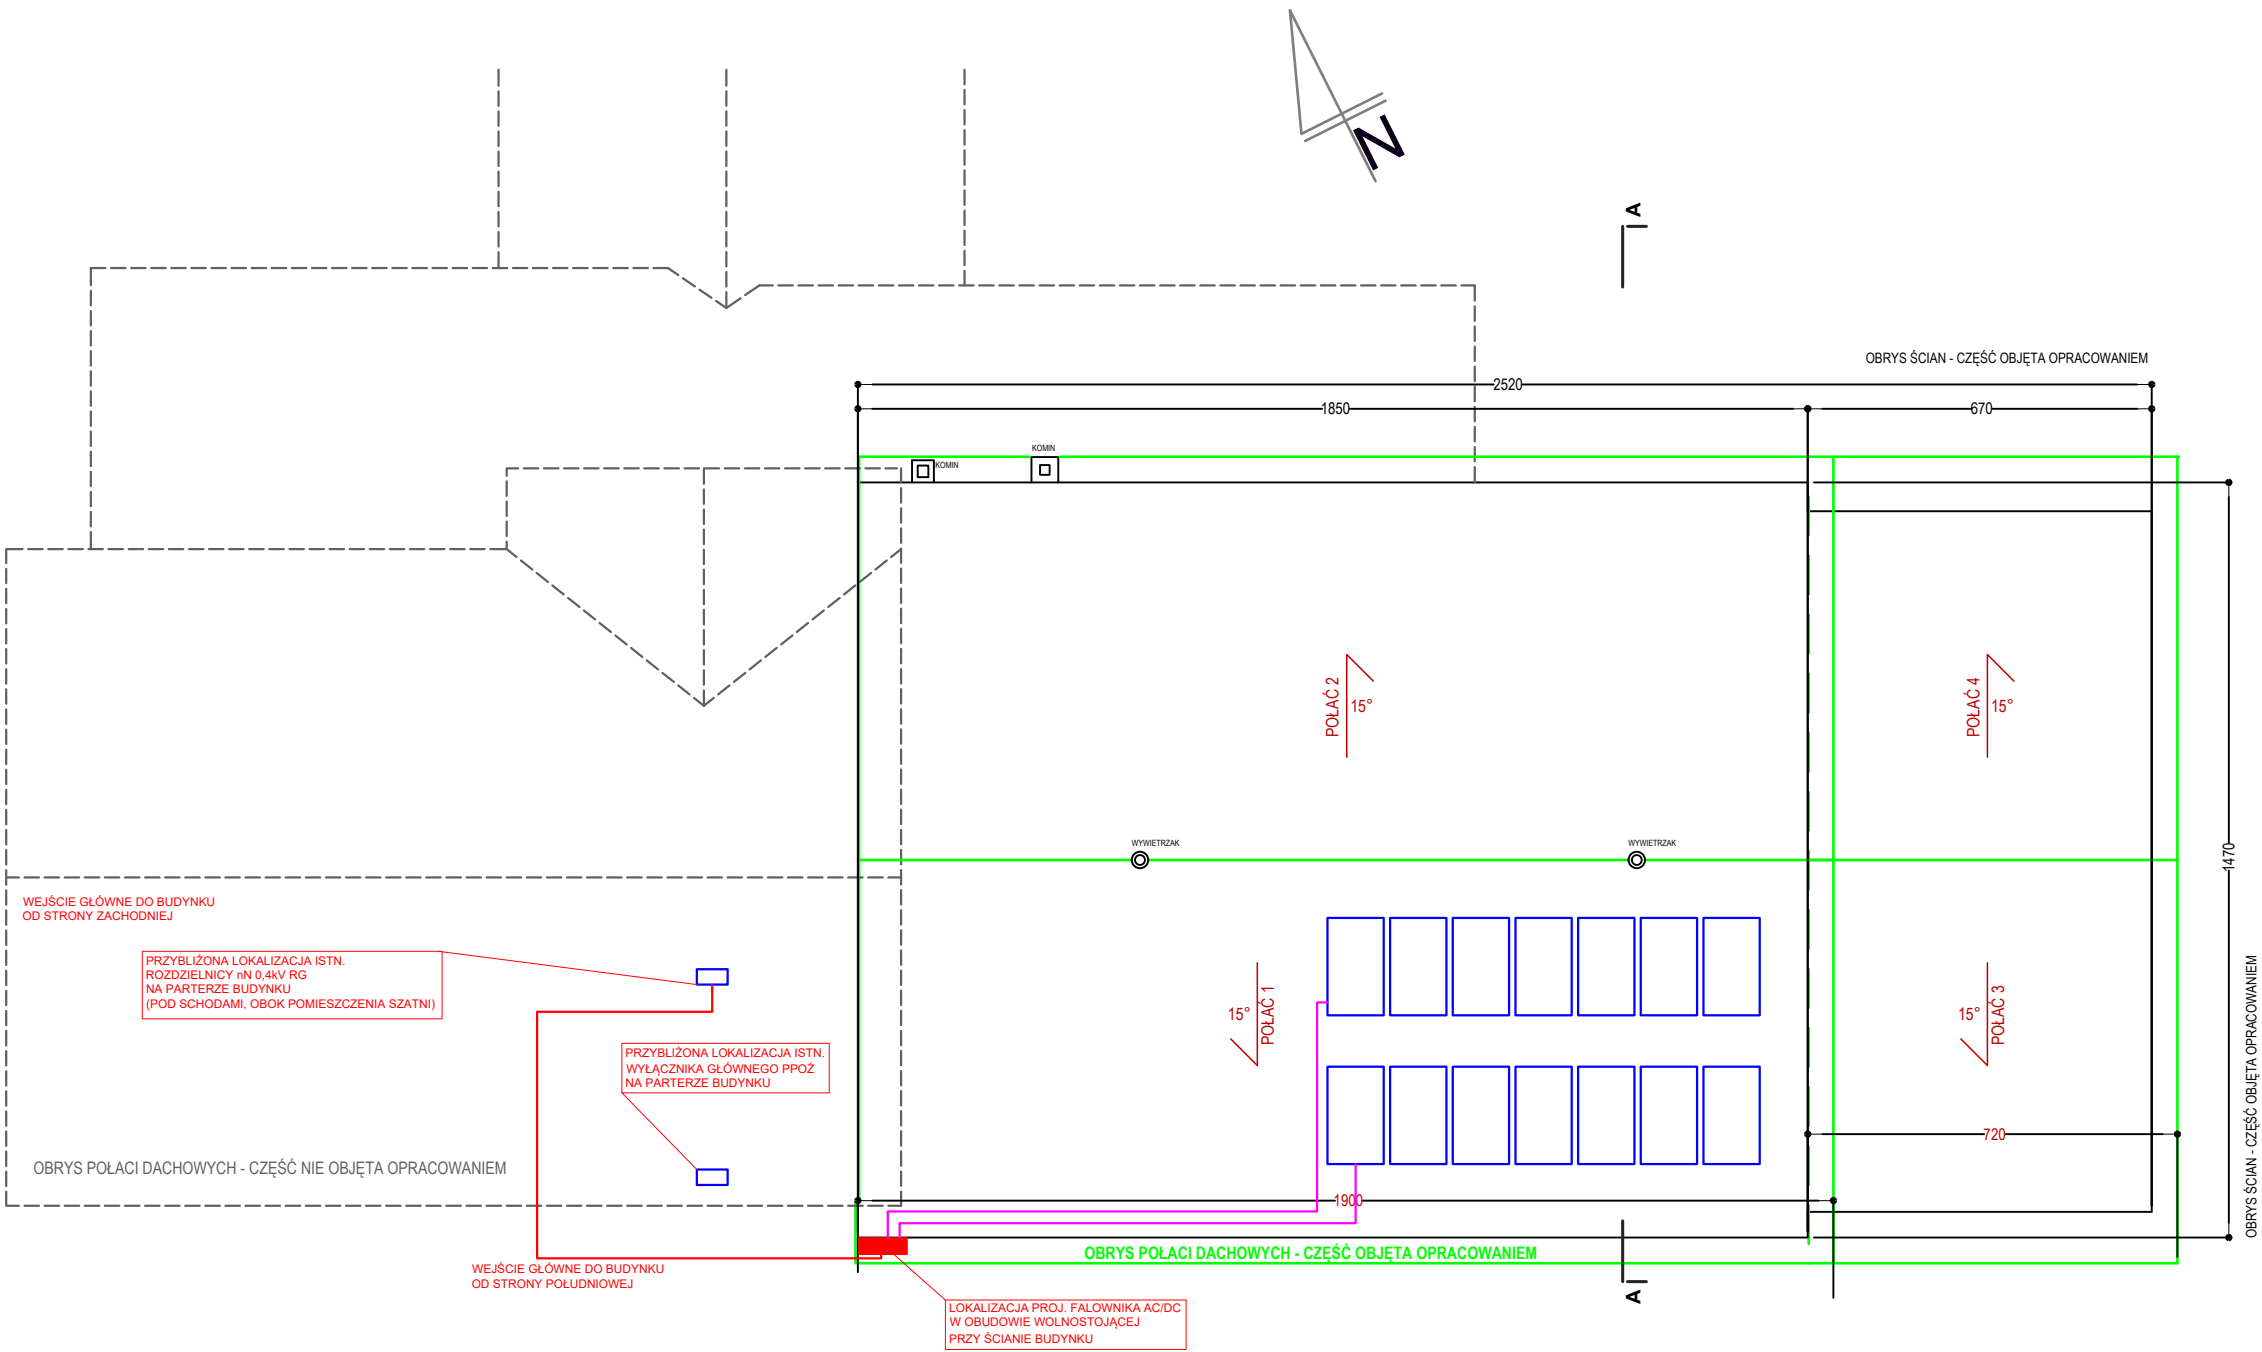 N
A
OBRYS ŚCIAN - CZĘŚĆ OBJĘTA OPRACOWANIEM
2520
1850
670
KOMIN
KOMIN
POŁAĆ 2
15°
POŁAĆ 4
15°
WYWIETRZAK
WYWIETRZAK
1470
WEJŚCIE GŁÓWNE DO BUDYNKU
OD STRONY ZACHODNIEJ
PRZYBLIŻONA LOKALIZACJA ISTN.
ROZDZIELNICY nN 0,4kV RG
NA PARTERZE BUDYNKU
(POD SCHODAMI, OBOK POMIESZCZENIA SZATNI)
15°
POŁAĆ 1
15°
POŁAĆ 3
PRZYBLIŻONA LOKALIZACJA ISTN.
WYŁĄCZNIKA GŁÓWNEGO PPOŻ
NA PARTERZE BUDYNKU
OBRYS ŚCIAN - CZĘŚĆ OBJĘTA OPRACOWANIEM
720
OBRYS POŁACI DACHOWYCH - CZĘŚĆ NIE OBJĘTA OPRACOWANIEM
1900
OBRYS POŁACI DACHOWYCH - CZĘŚĆ OBJĘTA OPRACOWANIEM
WEJŚCIE GŁÓWNE DO BUDYNKU
OD STRONY POŁUDNIOWEJ
A
LOKALIZACJA PROJ. FALOWNIKA AC/DC
W OBUDOWIE WOLNOSTOJĄCEJ
PRZY ŚCIANIE BUDYNKU